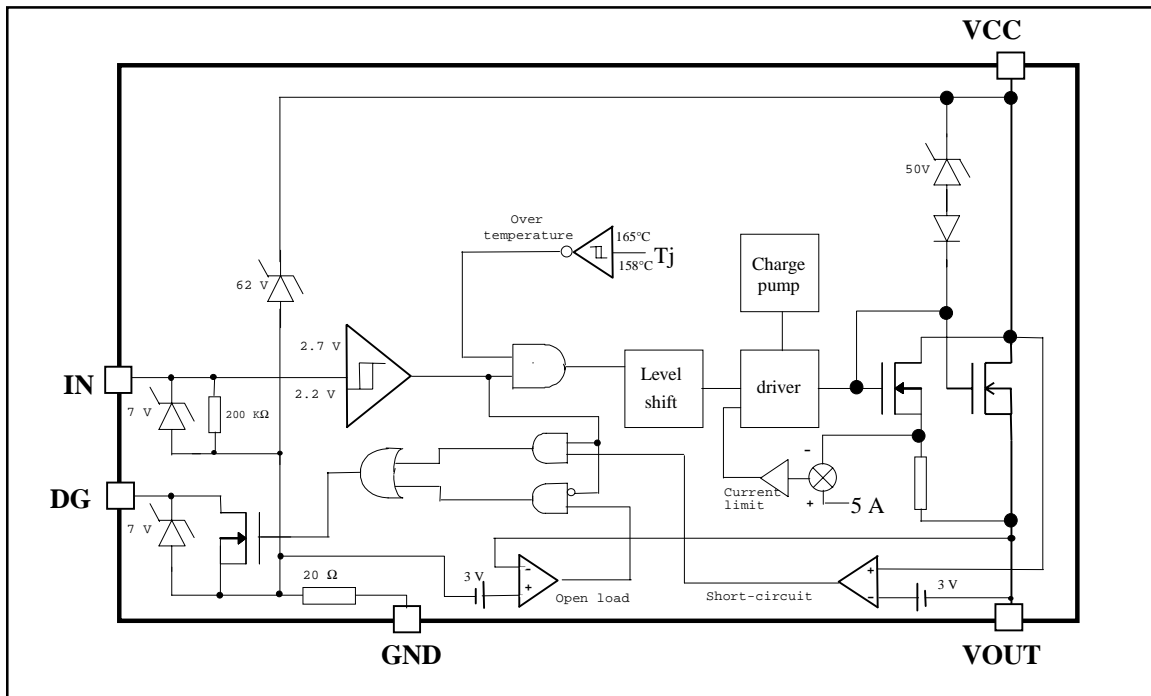 VCC
50V
Over
temperature
165°C
158°C
Tj
Charge
pump
62 V
2.7 V
2.2 V
IN
7 V
200 KΩ
Level
shift
driver
DG
7 V
-
+
5 A
Current
limit
20 Ω
3 V
-
+
Open load
Short-circuit
+
-
3 V
GND
VOUT